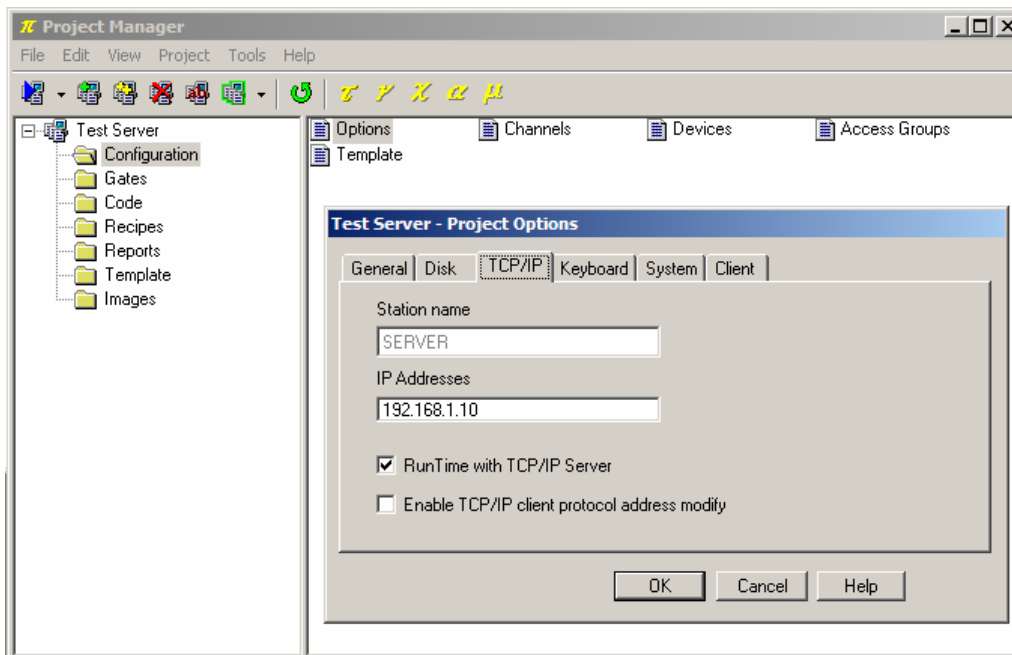 π Project Manager
File Edit View Project Tools Help
ab τ γ χ α μ
Test Server
Configuration
Gates
Code
Recipes
Reports
Template
Images
Options Channels Devices Access Groups
Template
Test Server - Project Options
General Disk TCP/IP Keyboard System Client
Station name
SERVER
IP Addresses
192.168.1.10
RunTime with TCP/IP Server
Enable TCP/IP client protocol address modify
OK Cancel Help